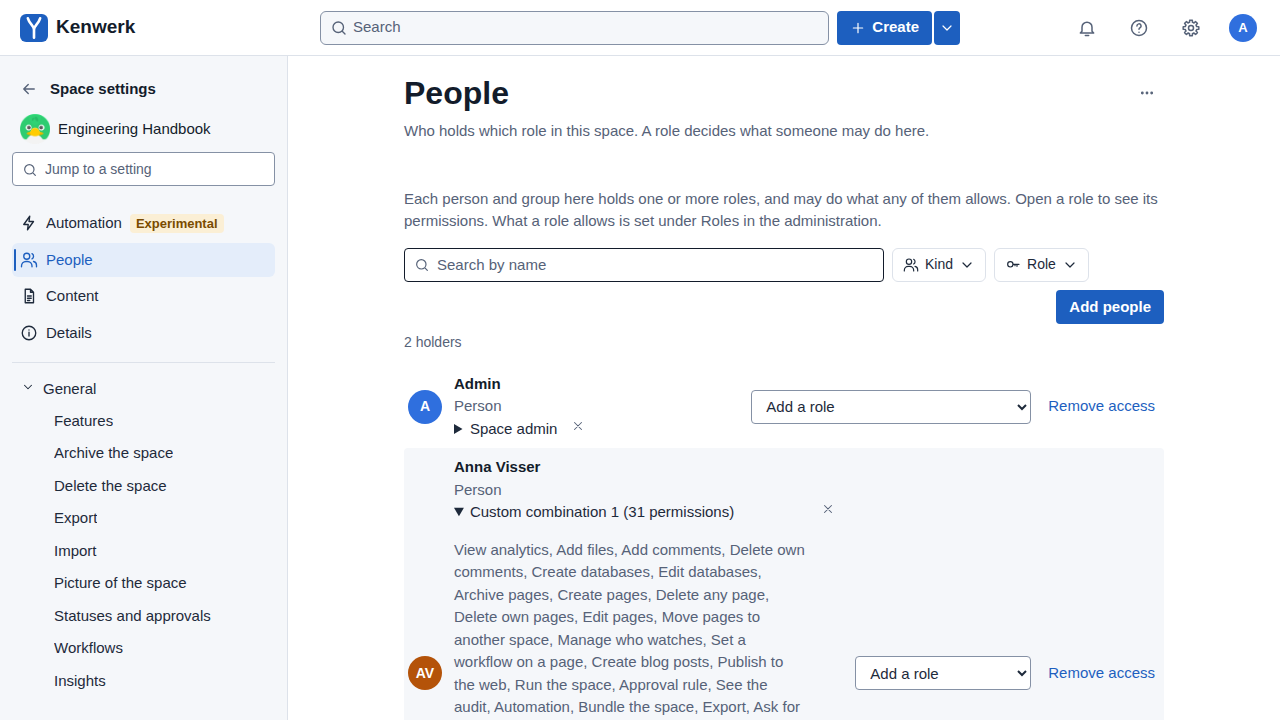 Kenwerk
Search
Create
A
Space settings
Engineering Handbook
Jump to a setting
Automation Experimental
People
Content
Details
General
Features
Archive the space
Delete the space
Export
Import
Picture of the space
Statuses and approvals
Workflows
Insights
People
Who holds which role in this space. A role decides what someone may do here.
Each person and group here holds one or more roles, and may do what any of them allows. Open a role to see its
permissions. What a role allows is set under Roles in the administration.
Search by name
Kind
Role
Add people
2 holders
A
Admin
Person
Space admin
Add a role
Remove access
AV
Anna Visser
Person
Custom combination 1 (31 permissions)
View analytics, Add files, Add comments, Delete own
comments, Create databases, Edit databases,
Archive pages, Create pages, Delete any page,
Delete own pages, Edit pages, Move pages to
another space, Manage who watches, Set a
workflow on a page, Create blog posts, Publish to
the web, Run the space, Approval rule, See the
audit, Automation, Bundle the space, Export, Ask for
Add a role
Remove access